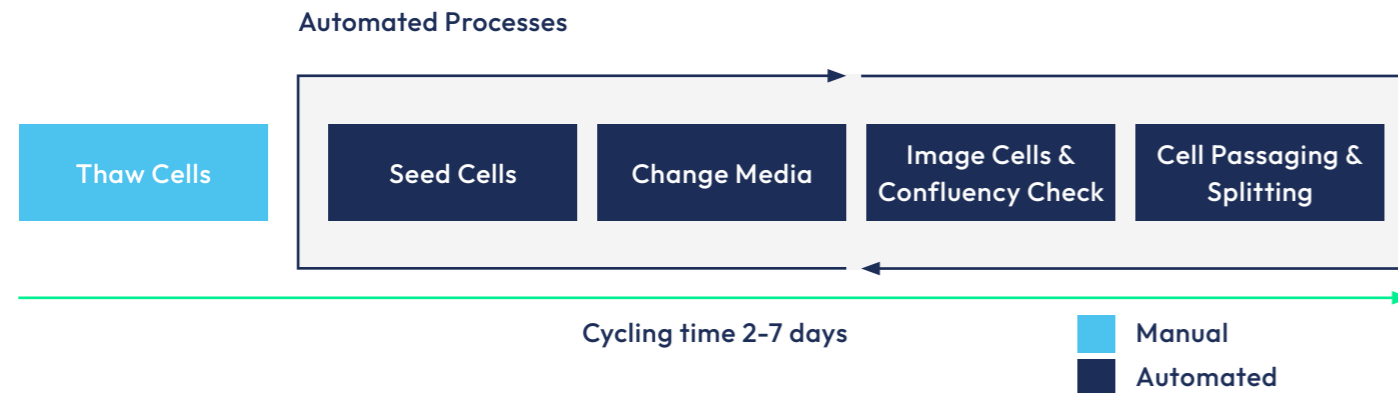 Automated Processes
Thaw Cells
Seed Cells
Change Media
Image Cells &
Confluency Check
Cell Passaging &
Splitting
Cycling time 2-7 days
Manual
Automated